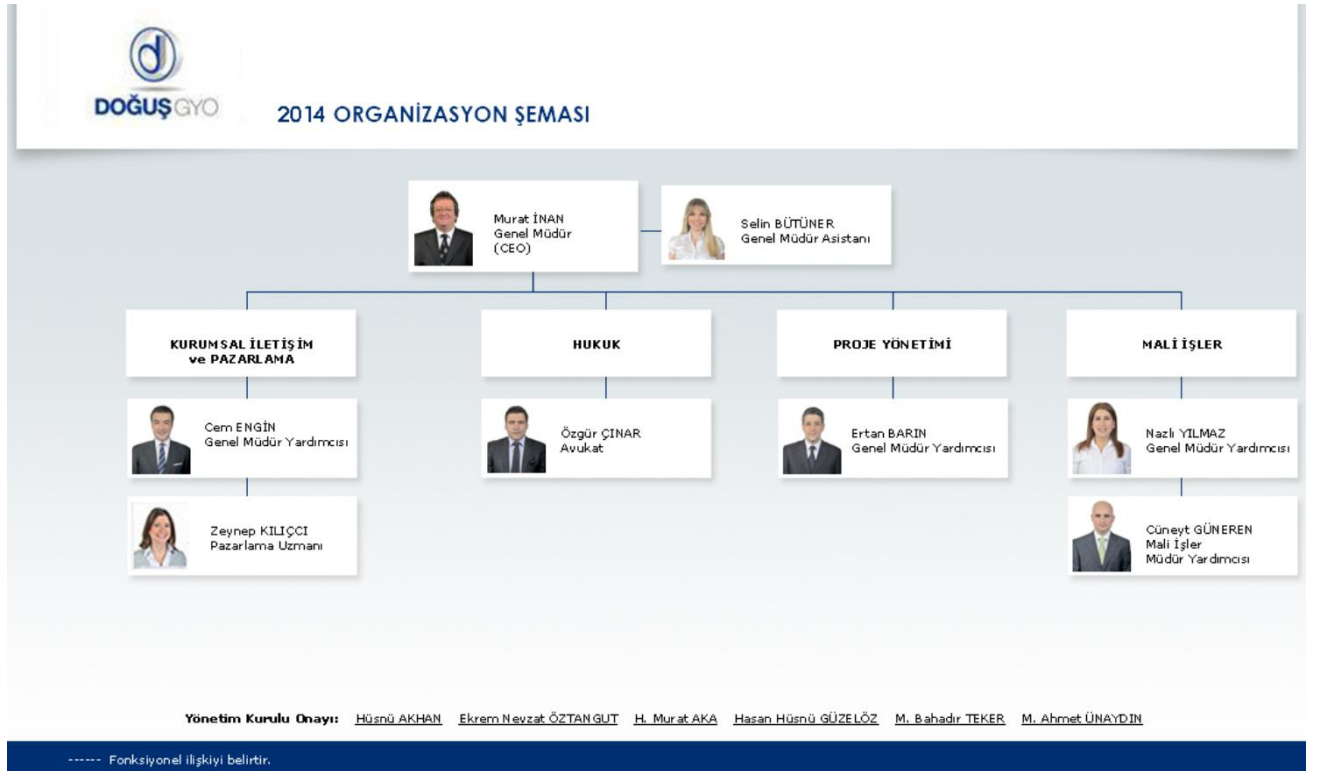 DOĞUŞ GYO
2014 ORGANİZASYON ŞEMASI
Murat İNAN
Genel Müdür
(CEO)
Selin BÜTÜNER
Genel Müdür Asistanı
KURUMSAL İLETİŞİM
ve PAZARLAMA
HUKUK
PROJE YÖNETİMİ
MALİ İŞLER
Cem ENGİN
Genel Müdür Yardımcısı
Özgür ÇINAR
Avukat
Ertan BARIN
Genel Müdür Yardımcısı
Nazlı YILMAZ
Genel Müdür Yardımcısı
Zeynep KILIÇCI
Pazarlama Uzmanı
Cüneyt GÜNEREN
Mali İşler
Müdür Yardımcısı
Yönetim Kurulu Onayı: Hüsnü AKHAN Ekrem Nevzat ÖZTANGUT H. Murat AKA Hasan Hüsnü GÜZELÖZ M. Bahadır TEKER M. Ahmet ÜNAYDIN
------ Fonksiyonel ilişkiyi belirtir.